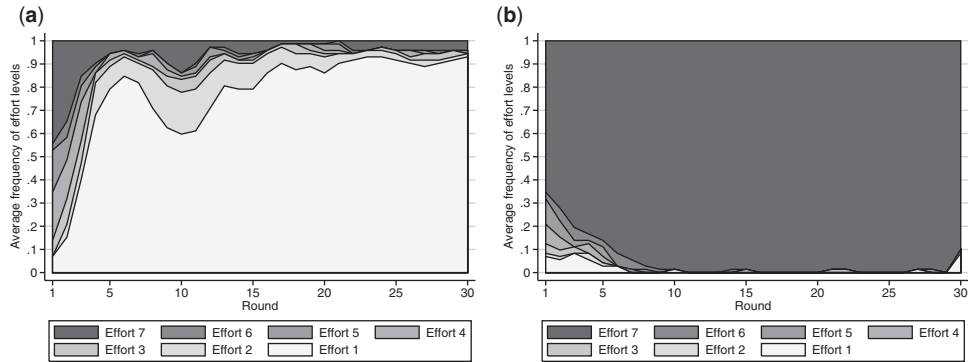 (a)
Average frequency of effort levels
1
.9
.8
.7
.6
.5
.4
.3
.2
.1
0
1 5 10 15 20 25 30
Round
Effort 7 Effort 6 Effort 5 Effort 4
Effort 3 Effort 2 Effort 1
(b)
Average frequency of effort levels
1
.9
.8
.7
.6
.5
.4
.3
.2
.1
0
1 5 10 15 20 25 30
Round
Effort 7 Effort 6 Effort 5 Effort 4
Effort 3 Effort 2 Effort 1